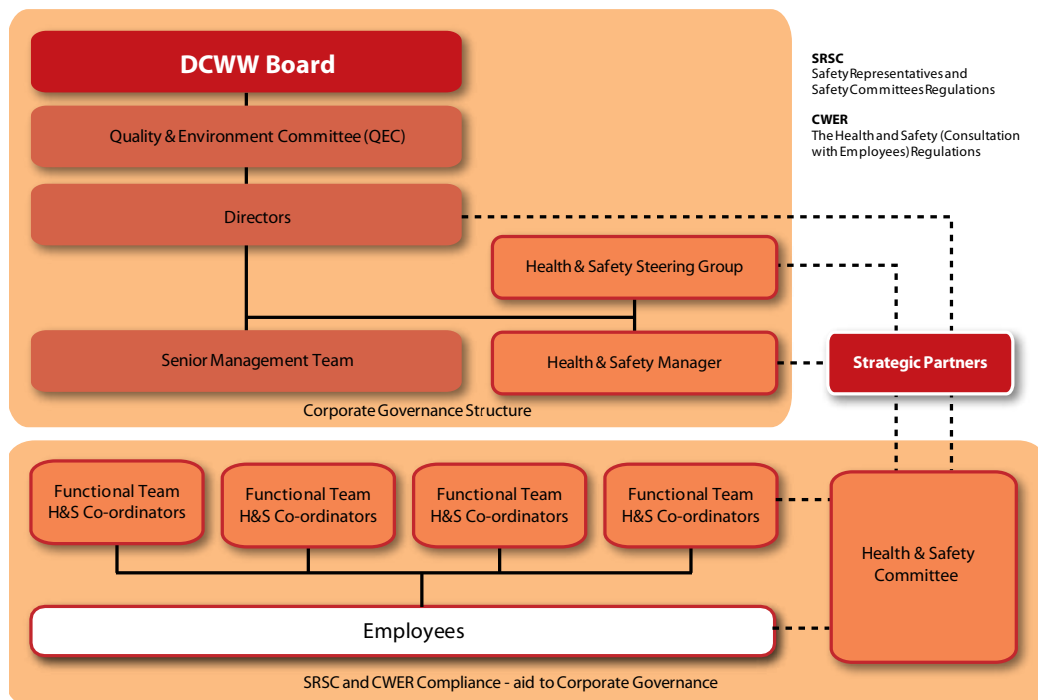 DCWW Board
Quality & Environment Committee (QEC)
Directors
Health & Safety Steering Group
Senior Management Team
Health & Safety Manager
Corporate Governance Structure
SRSC
Safety Representatives and
Safety Committees Regulations
CWER
The Health and Safety (Consultation
with Employees) Regulations
Strategic Partners
Functional Team
H&S Co-ordinators
Functional Team
H&S Co-ordinators
Functional Team
H&S Co-ordinators
Functional Team
H&S Co-ordinators
Health & Safety
Committee
Employees
SRSC and CWER Compliance - aid to Corporate Governance